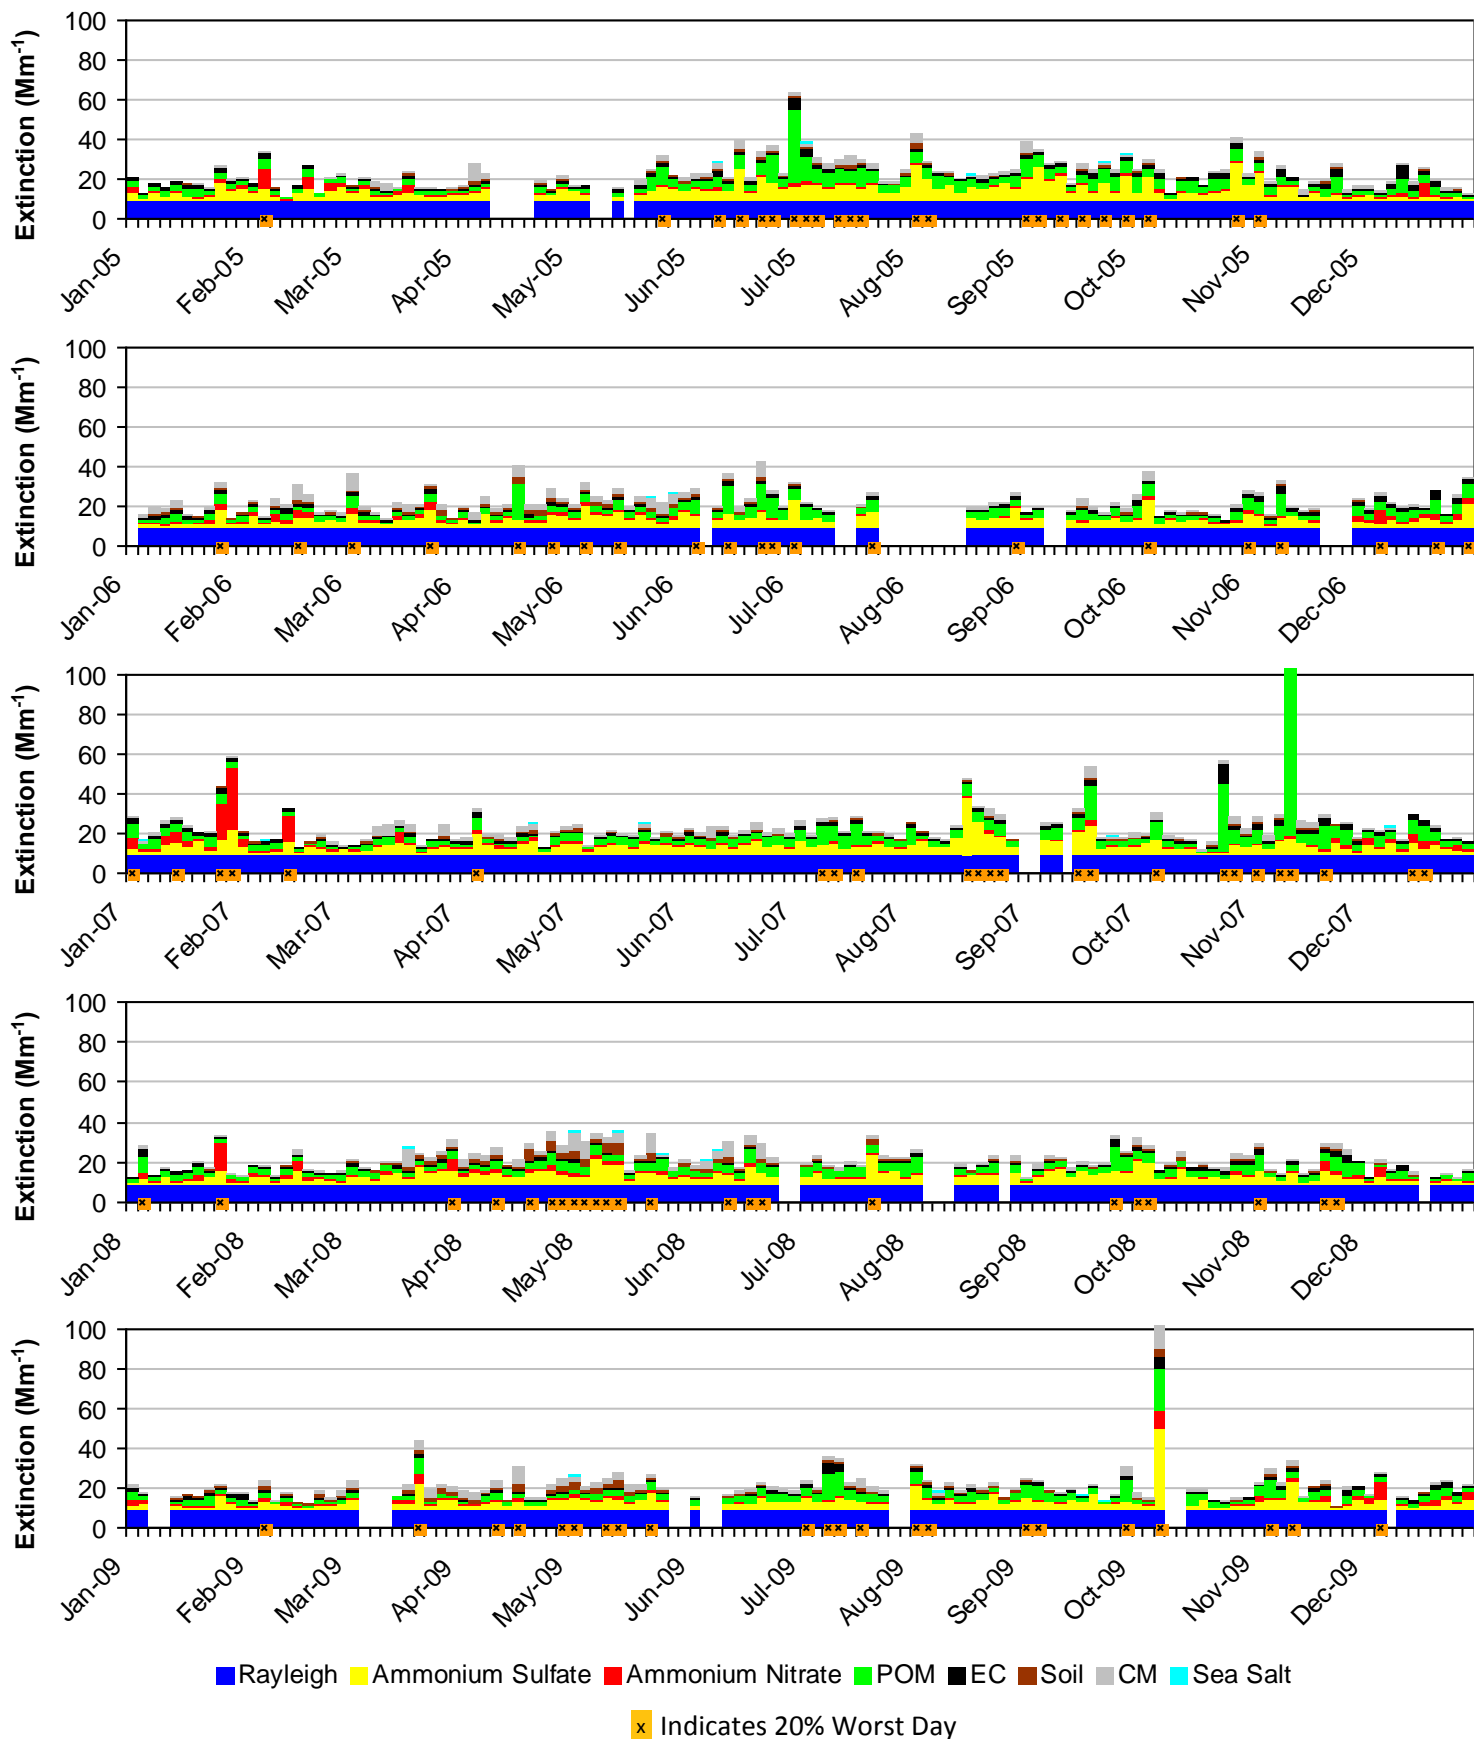 Extinction (Mm-1)
100
80
60
40
20
0
Jan-05 Feb-05 Mar-05 Apr-05 May-05 Jun-05 Jul-05 Aug-05 Sep-05 Oct-05 Nov-05 Dec-05
Extinction (Mm-1)
100
80
60
40
20
0
Jan-06 Feb-06 Mar-06 Apr-06 May-06 Jun-06 Jul-06 Aug-06 Sep-06 Oct-06 Nov-06 Dec-06
Extinction (Mm-1)
100
80
60
40
20
0
Jan-07 Feb-07 Mar-07 Apr-07 May-07 Jun-07 Jul-07 Aug-07 Sep-07 Oct-07 Nov-07 Dec-07
Extinction (Mm-1)
100
80
60
40
20
0
Jan-08 Feb-08 Mar-08 Apr-08 May-08 Jun-08 Jul-08 Aug-08 Sep-08 Oct-08 Nov-08 Dec-08
Extinction (Mm-1)
100
80
60
40
20
0
Jan-09 Feb-09 Mar-09 Apr-09 May-09 Jun-09 Jul-09 Aug-09 Sep-09 Oct-09 Nov-09 Dec-09
Rayleigh Ammonium Sulfate Ammonium Nitrate POM EC Soil CM Sea Salt
x Indicates 20% Worst Day